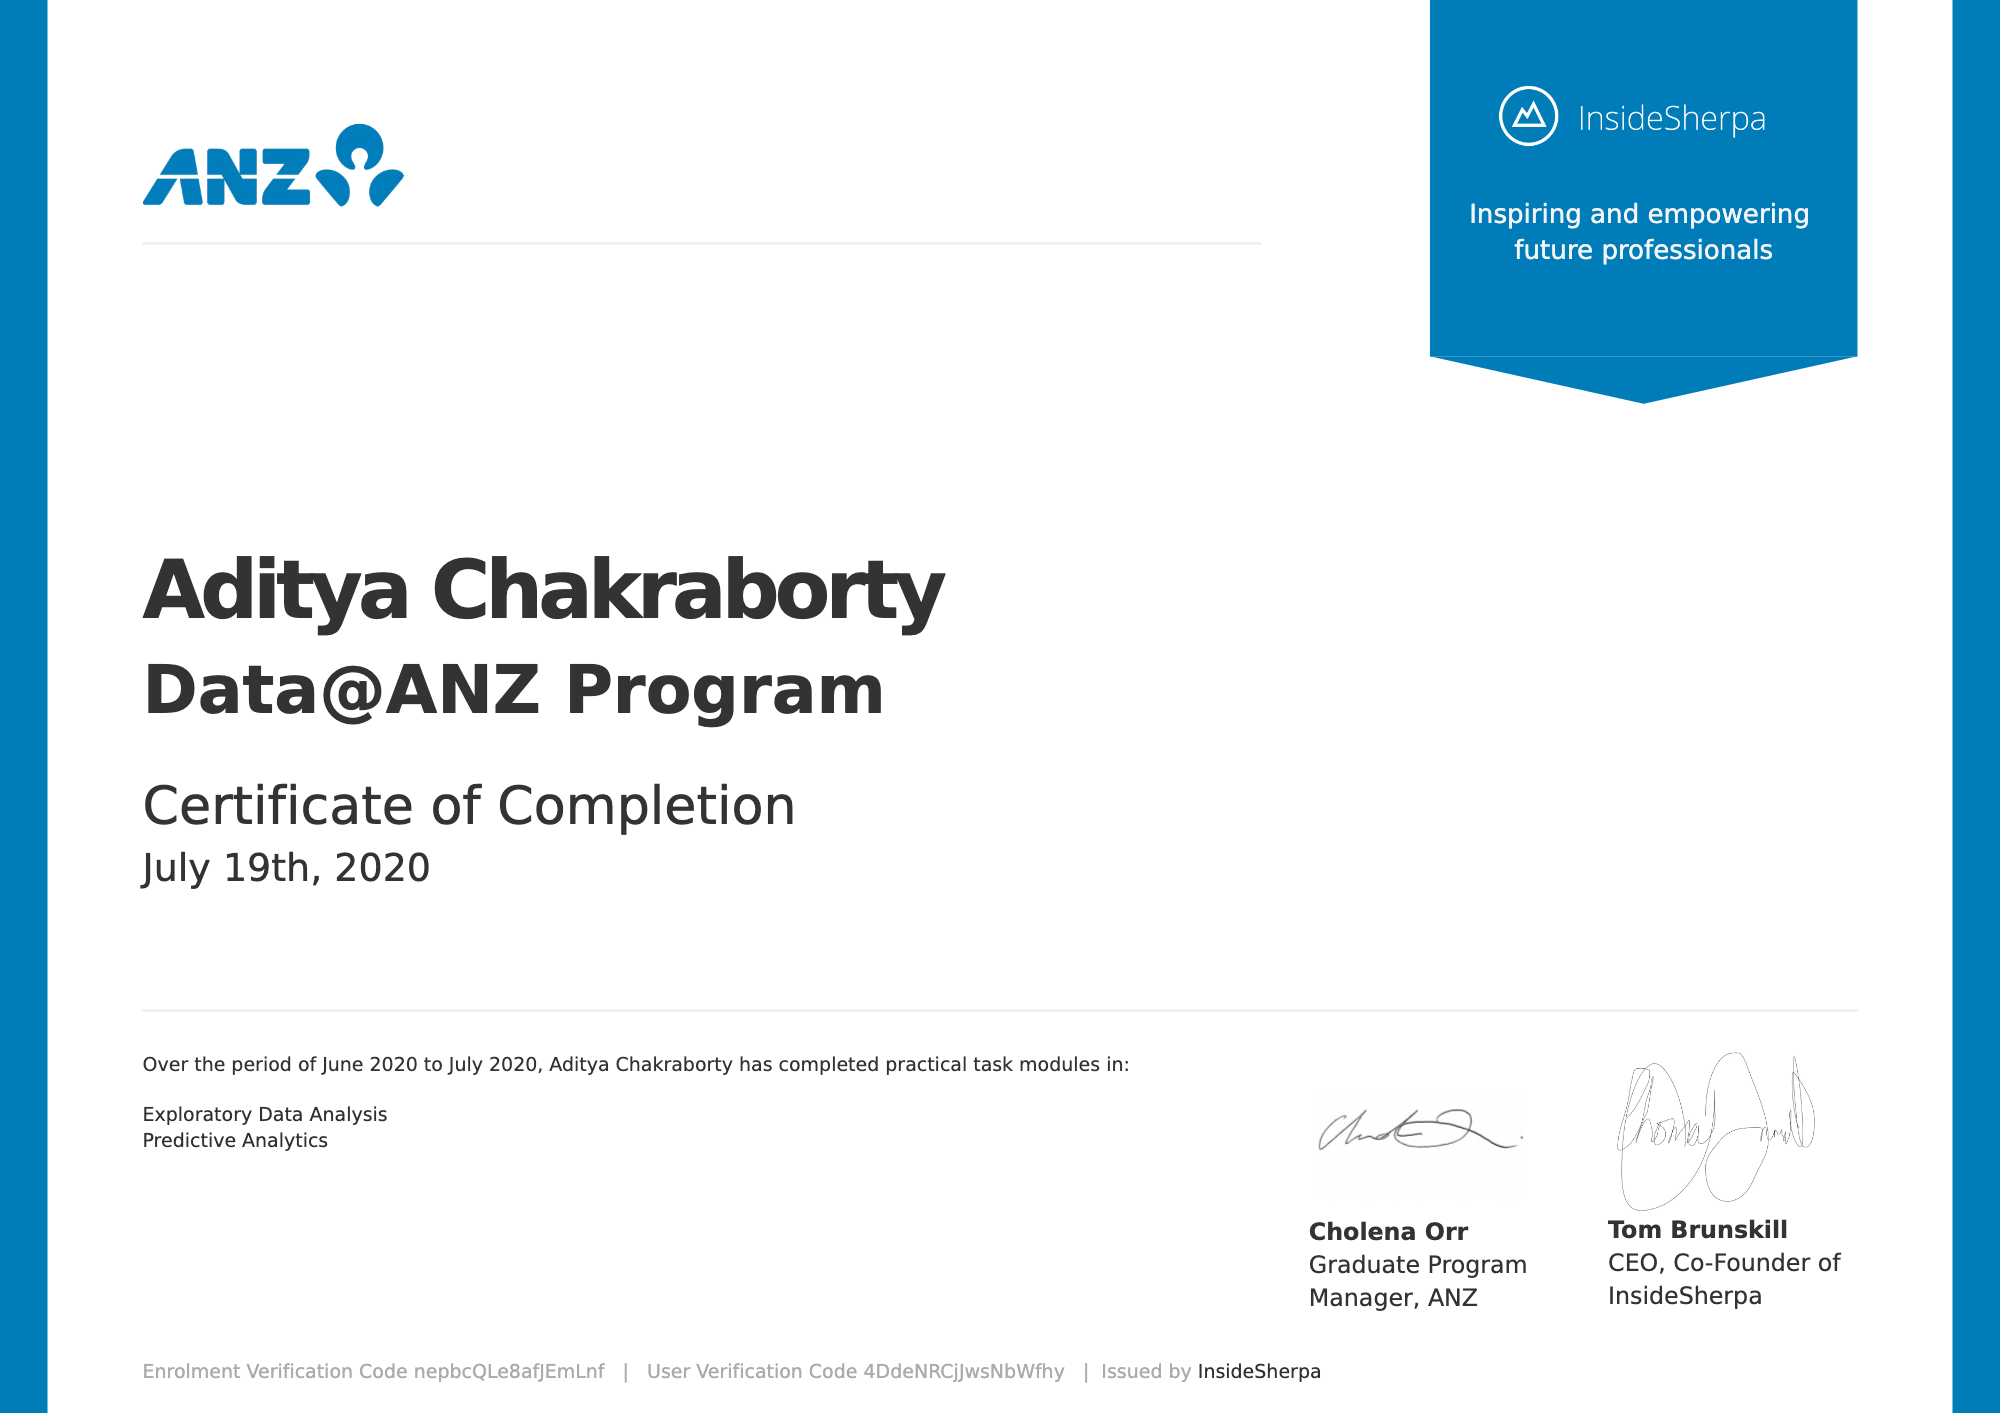 ANZ
InsideSherpa
Inspiring and empowering
future professionals
Aditya Chakraborty
Data@ANZ Program
Certificate of Completion
July 19th, 2020
Over the period of June 2020 to July 2020, Aditya Chakraborty has completed practical task modules in:
Exploratory Data Analysis
Predictive Analytics
Cholena Orr
Graduate Program
Manager, ANZ
Tom Brunskill
CEO, Co-Founder of
InsideSherpa
Enrolment Verification Code nepbcQLe8afJEmLnf | User Verification Code 4DdeNRCjJwsNbWfhy | Issued by InsideSherpa